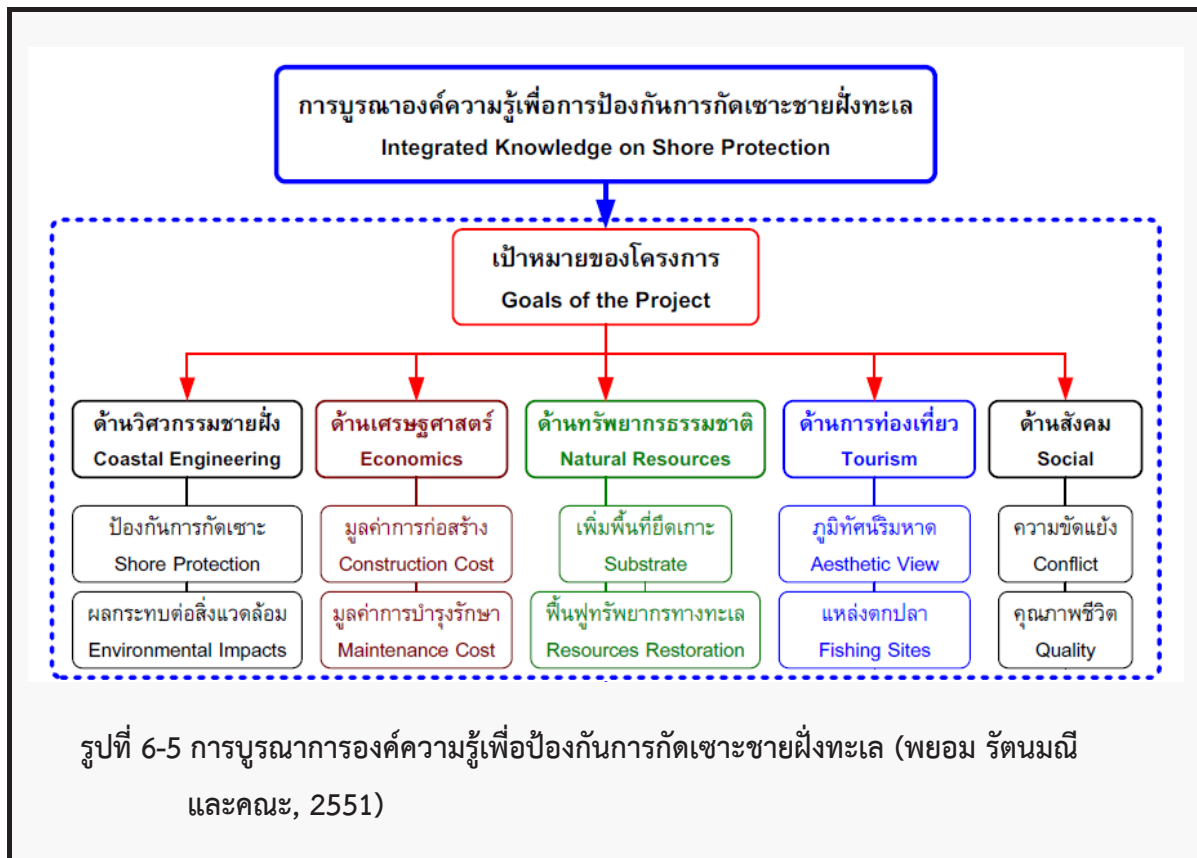 การบูรณาองค์ความรู้เพื่อการป้องกันการกัดเซาะชายฝั่งทะเล
Integrated Knowledge on Shore Protection
เป้าหมายของโครงการ
Goals of the Project
ด้านวิศวกรรมชายฝั่ง
Coastal Engineering
ป้องกันการกัดเซาะ
Shore Protection
ผลกระทบต่อสิ่งแวดล้อม
Environmental Impacts
ด้านเศรษฐศาสตร์
Economics
มูลค่าการก่อสร้าง
Construction Cost
มูลค่าการบำรุงรักษา
Maintenance Cost
ด้านทรัพยากรธรรมชาติ
Natural Resources
เพิ่มพื้นที่ยึดเกาะ
Substrate
ฟื้นฟูทรัพยากรทางทะเล
Resources Restoration
ด้านการท่องเที่ยว
Tourism
ภูมิทัศน์ริมหาด
Aesthetic View
แหล่งตกปลา
Fishing Sites
ด้านสังคม
Social
ความขัดแย้ง
Conflict
คุณภาพชีวิต
Quality
รูปที่ 6-5 การบูรณาการองค์ความรู้เพื่อป้องกันการกัดเซาะชายฝั่งทะเล (พยอม รัตนมณี
และคณะ, 2551)